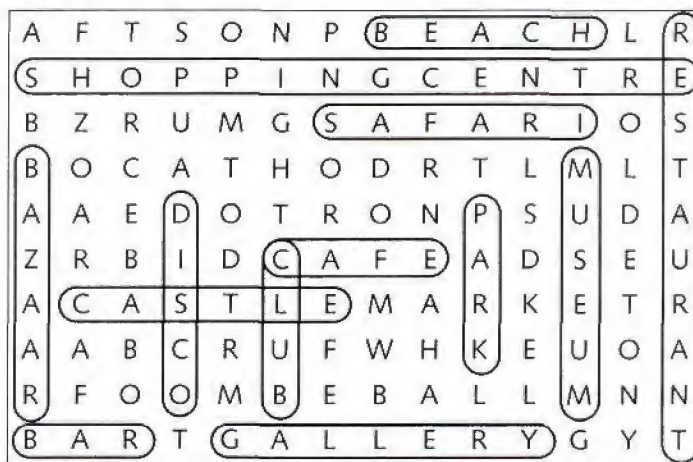 A F T S O N P B E A C H L R
S H O P P I N G C E N T R E
B Z R U M G S A F A R I O S
B O C A T H O D R T L M L T
A A E D O T R O N P S U D A
Z R B I D C A F E A D S E U
A C A S T L E M A R K E T R
A A B C R U F W H K E U O A
R F O O M B E B A L L M N N
B A R T G A L L E R Y G Y T